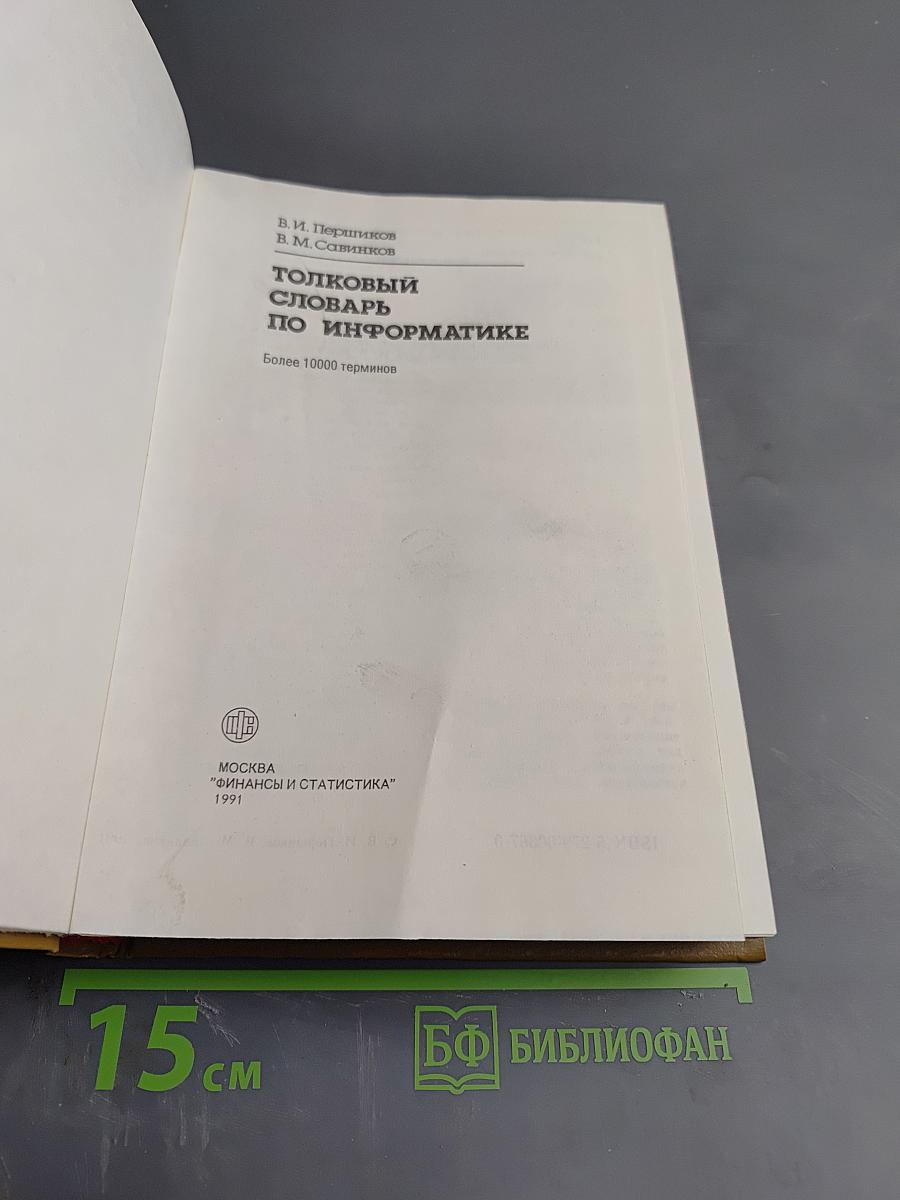 В. И. Першиков
В. М. Савинков
ТОЛКОВЫЙ
СЛОВАРЬ
ПО ИНФОРМАТИКЕ
Более 10000 терминов
МОСКВА
"ФИНАНСЫ И СТАТИСТИКА"
1991
15 см
БФ БИБЛИОФАН